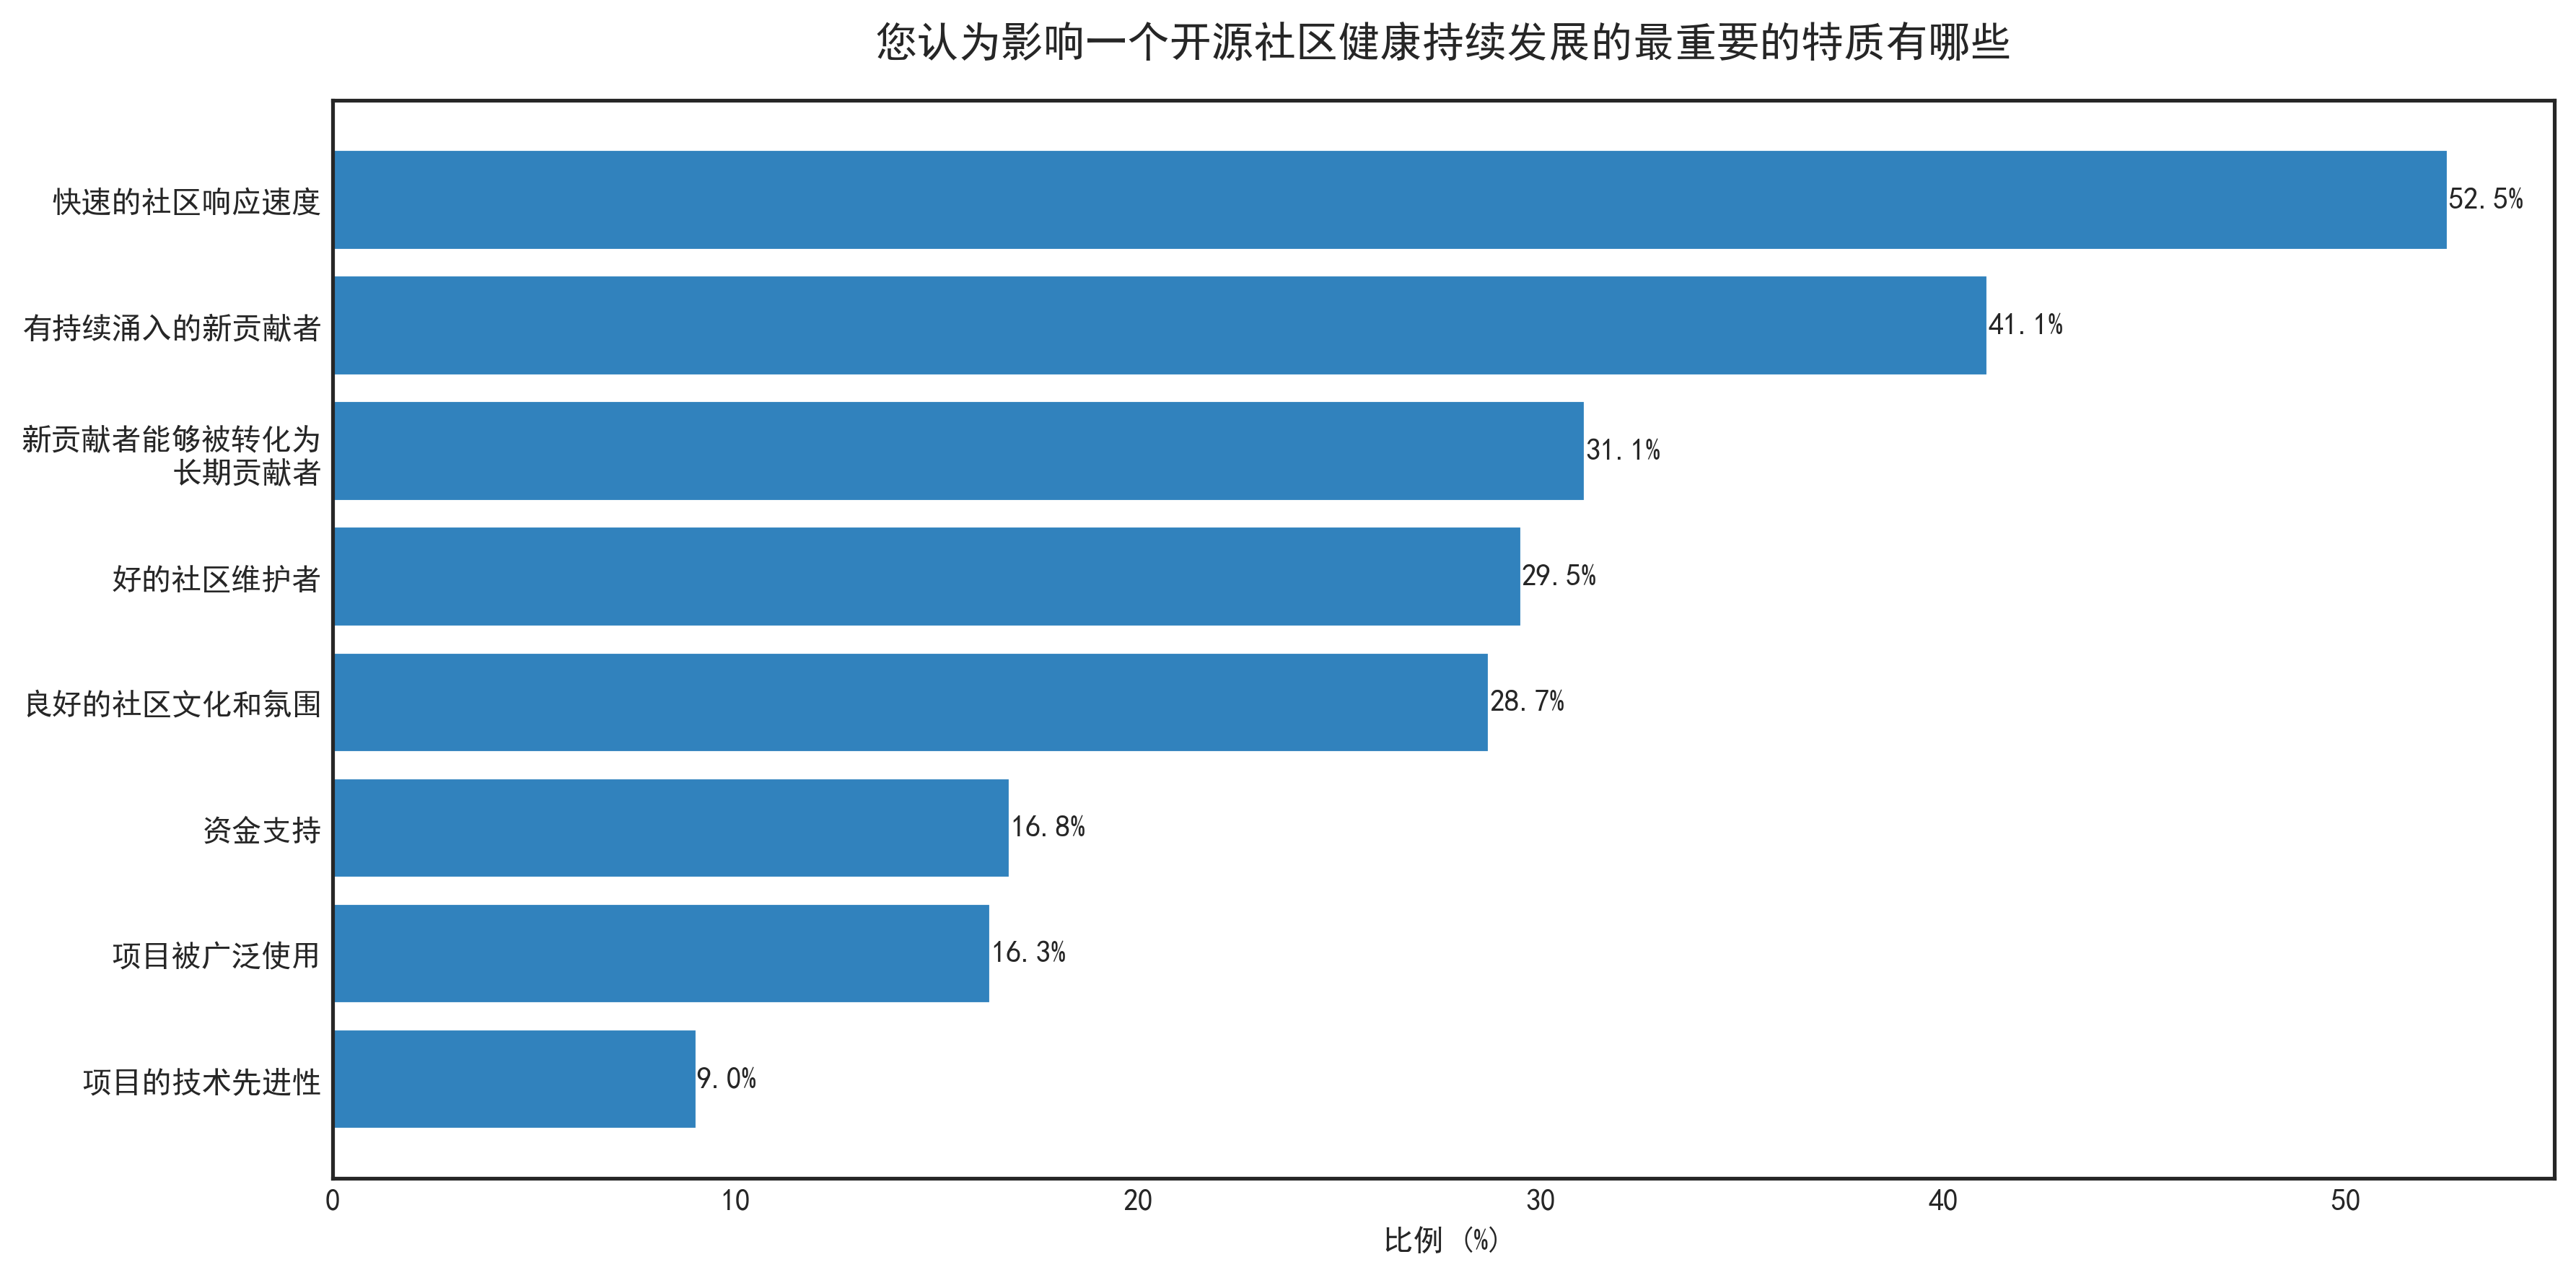 您认为影响一个开源社区健康持续发展的最重要的特质有哪些
快速的社区响应速度
52.5%
有持续涌入的新贡献者
41.1%
新贡献者能够被转化为
长期贡献者
31.1%
好的社区维护者
29.5%
良好的社区文化和氛围
28.7%
资金支持
16.8%
项目被广泛使用
16.3%
项目的技术先进性
9.0%
0 10 20 30 40 50
比例 (%)